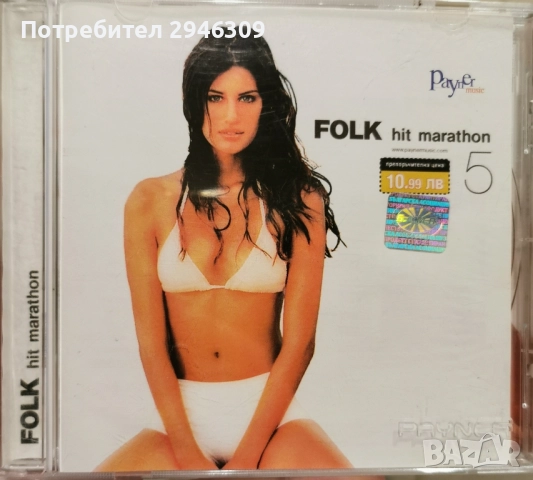 Потребител 2946309
Payner
music
FOLK hit marathon
www.paynermusic.com
5
препоръчителна цена
10.99 ЛВ
FOLK hit marathon
PAYNER
BAZAR